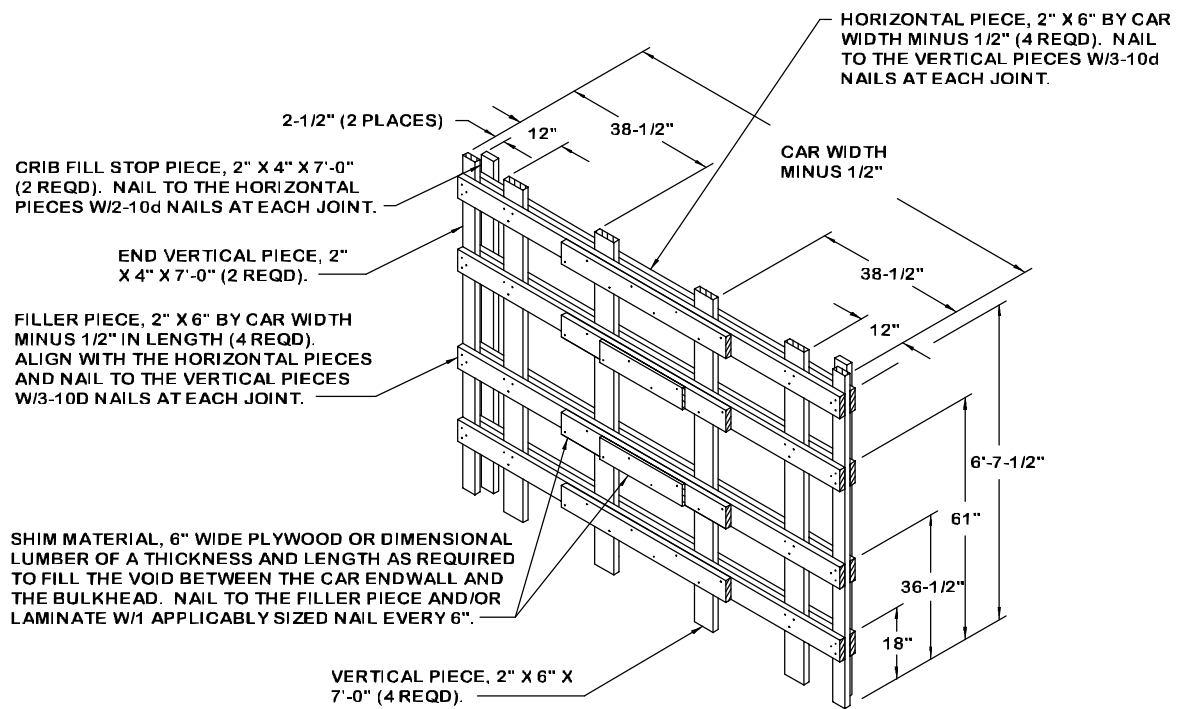 HORIZONTAL PIECE, 2" X 6" BY CAR
WIDTH MINUS 1/2" (4 REQD). NAIL
TO THE VERTICAL PIECES W/3-10d
NAILS AT EACH JOINT.
2-1/2" (2 PLACES)
12"
38-1/2"
CAR WIDTH
MINUS 1/2"
CRIB FILL STOP PIECE, 2" X 4" X 7'-0"
(2 REQD). NAIL TO THE HORIZONTAL
PIECES W/2-10d NAILS AT EACH JOINT.
END VERTICAL PIECE, 2"
X 4" X 7'-0" (2 REQD).
38-1/2"
12"
FILLER PIECE, 2" X 6" BY CAR WIDTH
MINUS 1/2" IN LENGTH (4 REQD).
ALIGN WITH THE HORIZONTAL PIECES
AND NAIL TO THE VERTICAL PIECES
W/3-10D NAILS AT EACH JOINT.
6'-7-1/2"
61"
36-1/2"
18"
SHIM MATERIAL, 6" WIDE PLYWOOD OR DIMENSIONAL
LUMBER OF A THICKNESS AND LENGTH AS REQUIRED
TO FILL THE VOID BETWEEN THE CAR ENDWALL AND
THE BULKHEAD. NAIL TO THE FILLER PIECE AND/OR
LAMINATE W/1 APPLICABLY SIZED NAIL EVERY 6".
VERTICAL PIECE, 2" X 6" X
7'-0" (4 REQD).